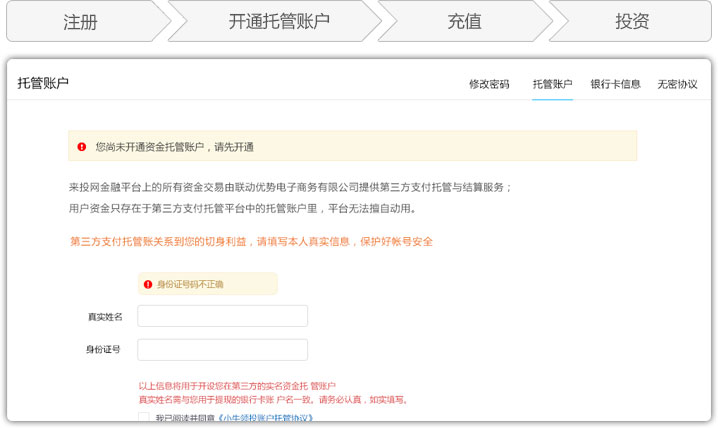 注册 开通托管账户 充值 投资
托管账户 修改密码 托管账户 银行卡信息 无密协议
您尚未开通资金托管账户，请先开通
来投网金融平台上的所有资金交易由联动优势电子商务有限公司提供第三方支付托管与结算服务；
用户资金只存在于第三方支付托管平台中的托管账户里，平台无法擅自动用。
第三方支付托管账关系到您的切身利益，请填写本人真实信息，保护好帐号安全
身份证号码不正确
真实姓名
身份证号
以上信息将用于开设您在第三方的实名资金托 管账户
真实姓名需与您用于提现的银行卡账 户名一致。请务必认真，如实填写。
我已阅读并同意《小牛领投账户托管协议》